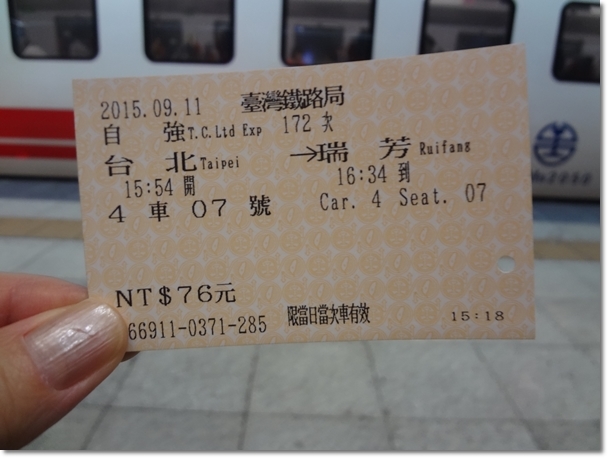 2015.09.11 臺灣鐵路局
自 強 T.C.Ltd Exp 172 次
台 北 Taipei →瑞 芳 Ruifang
15:54 開 16:34 到
4 車 07 號 Car. 4 Seat. 07
NT$76元
66911-0371-285 限當日當次車有效 15:18